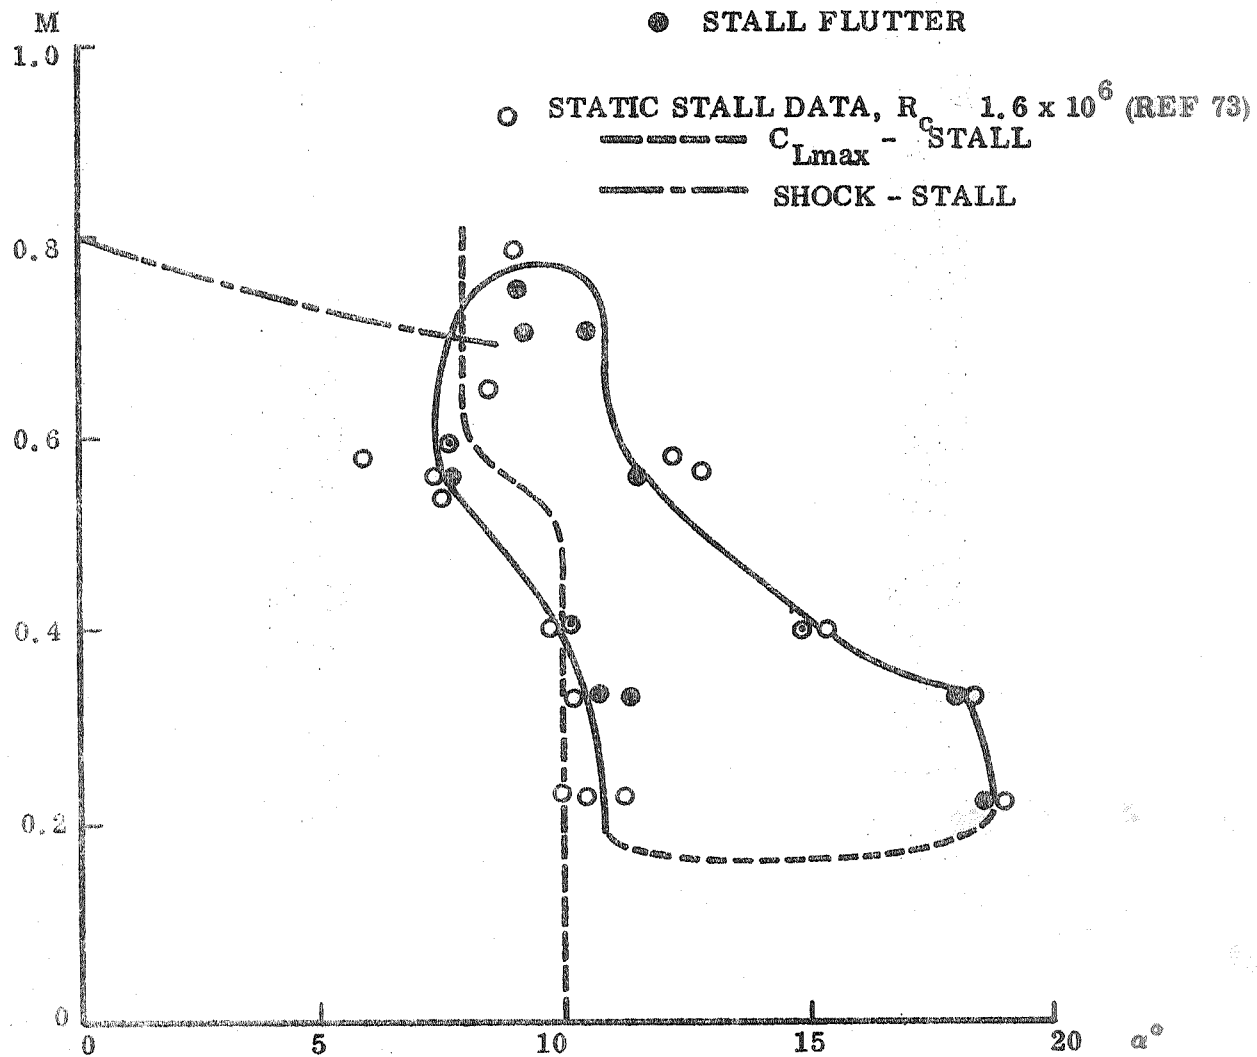 M
● STALL FLUTTER
1.0
○ STATIC STALL DATA, R_c 1.6 x 10^6 (REF 73)
C_Lmax - STALL
SHOCK - STALL
0.8
0.6
0.4
0.2
0
0 5 10 15 20 α°